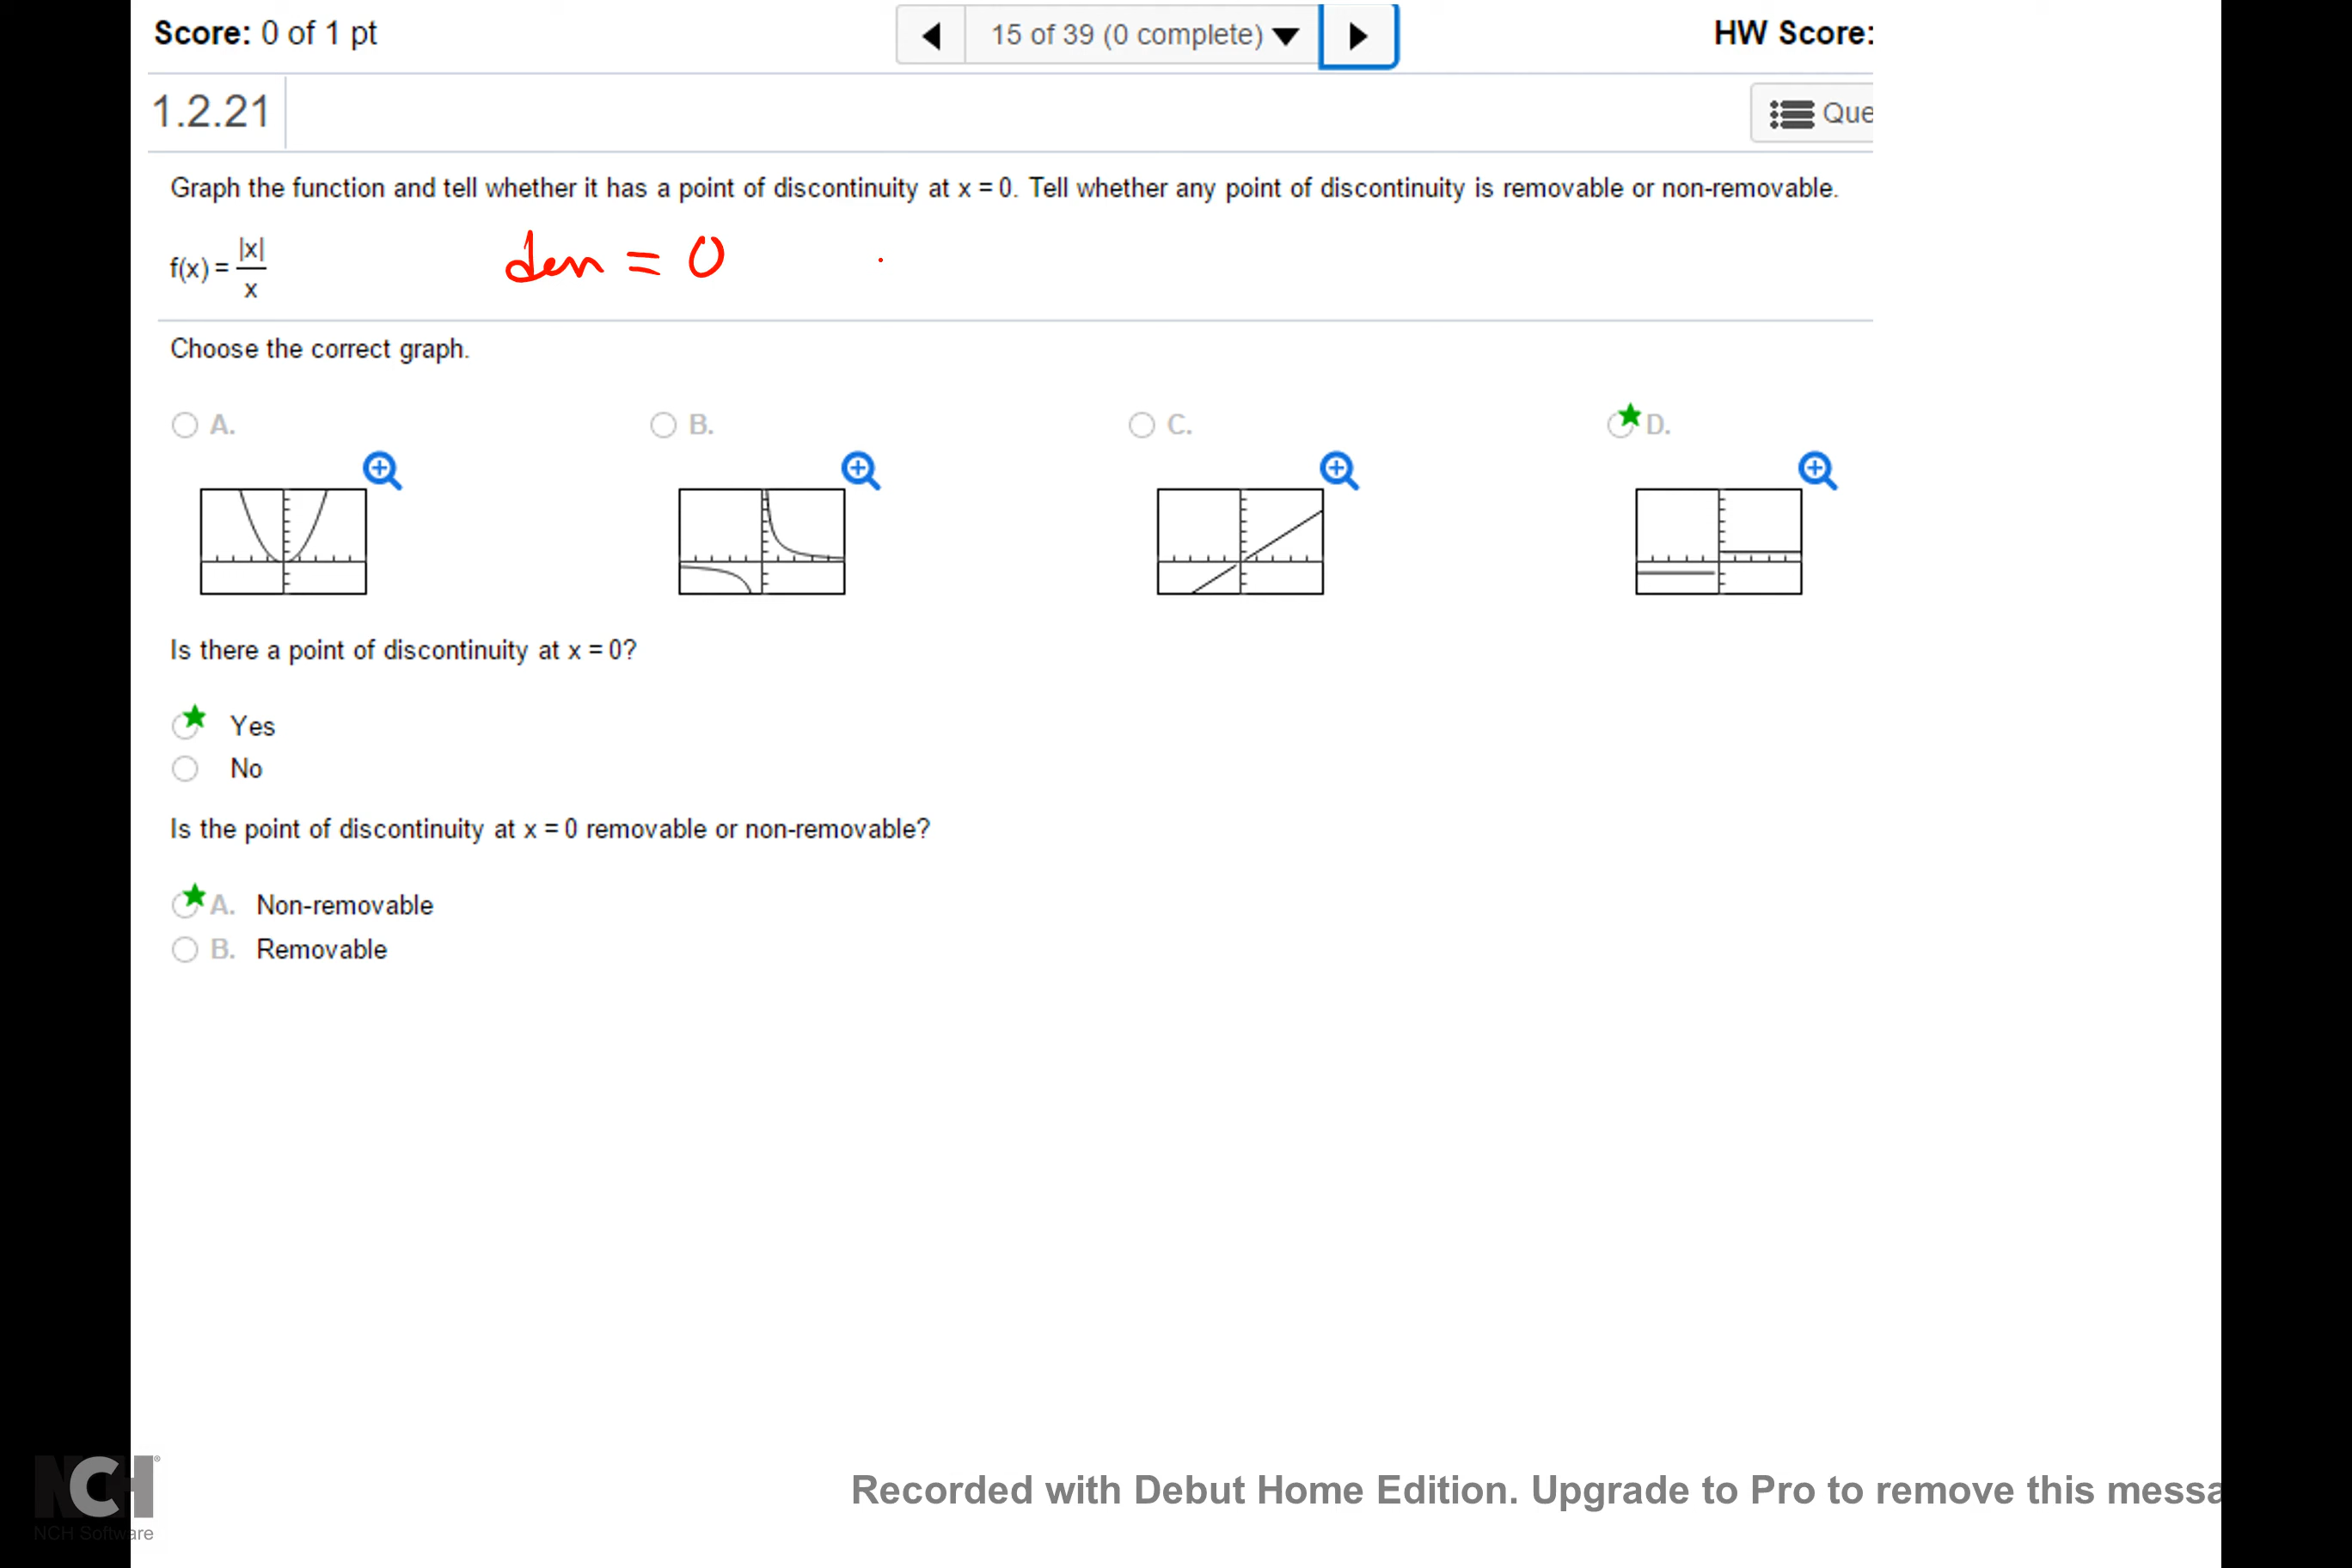 Score: 0 of 1 pt
15 of 39 (0 complete)
HW Score:
1.2.21
Que
Graph the function and tell whether it has a point of discontinuity at x = 0. Tell whether any point of discontinuity is removable or non-removable.
f(x) = |x| / x
den = 0
Choose the correct graph.
A. B. C. D.
Is there a point of discontinuity at x = 0?
Yes
No
Is the point of discontinuity at x = 0 removable or non-removable?
A. Non-removable
B. Removable
NCH®
NCH Software
Recorded with Debut Home Edition. Upgrade to Pro to remove this messa